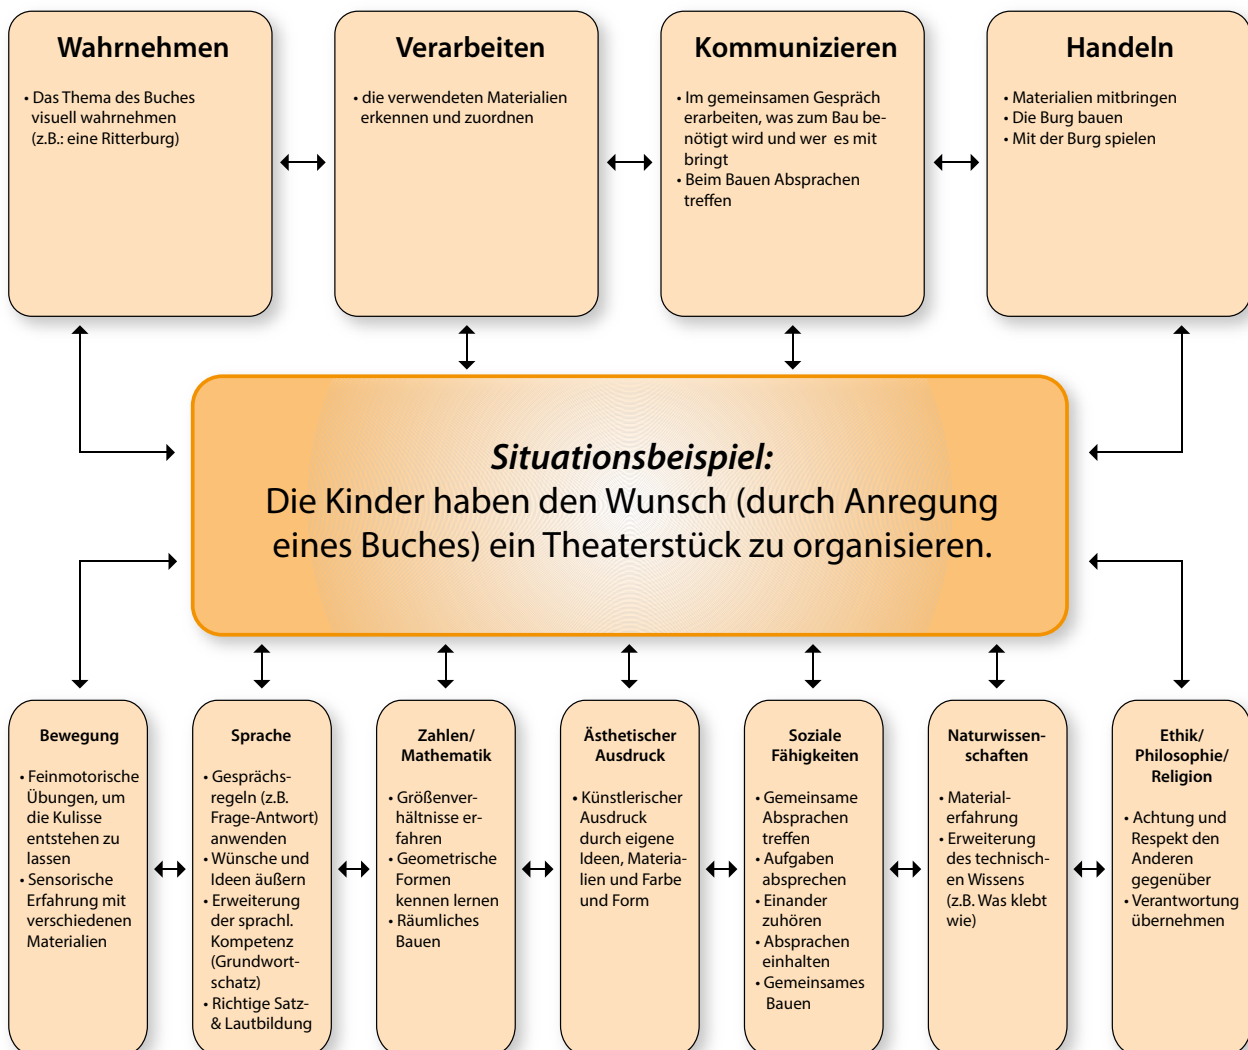 Wahrnehmen
• Das Thema des Buches
visuell wahrnehmen
(z.B.: eine Ritterburg)
Verarbeiten
• die verwendeten Materialien
erkennen und zuordnen
Kommunizieren
• Im gemeinsamen Gespräch
erarbeiten, was zum Bau be-
nötigt wird und wer es mit
bringt
• Beim Bauen Absprachen
treffen
Handeln
• Materialien mitbringen
• Die Burg bauen
• Mit der Burg spielen
Situationsbeispiel:
Die Kinder haben den Wunsch (durch Anregung
eines Buches) ein Theaterstück zu organisieren.
Bewegung
• Feinmotorische
Übungen, um
die Kulisse
entstehen zu
lassen
• Sensorische
Erfahrung mit
verschiedenen
Materialien
Sprache
• Gesprächs-
regeln (z.B.
Frage-Antwort)
anwenden
• Wünsche und
Ideen äußern
• Erweiterung
der sprachl.
Kompetenz
(Grundwort-
schatz)
• Richtige Satz-
& Lautbildung
Zahlen/
Mathematik
• Größenver-
hältnisse er-
fahren
• Geometrische
Formen
kennen lernen
• Räumliches
Bauen
Ästhetischer
Ausdruck
• Künstlerischer
Ausdruck
durch eigene
Ideen, Materia-
lien und Farbe
und Form
Soziale
Fähigkeiten
• Gemeinsame
Absprachen
treffen
• Aufgaben
absprechen
• Einander
zuhören
• Absprachen
einhalten
• Gemeinsames
Bauen
Naturwissen-
schaften
• Material-
erfahrung
• Erweiterung
des technisch-
en Wissens
(z.B. Was klebt
wie)
Ethik/
Philosophie/
Religion
• Achtung und
Respekt den
Anderen
gegenüber
• Verantwortung
übernehmen